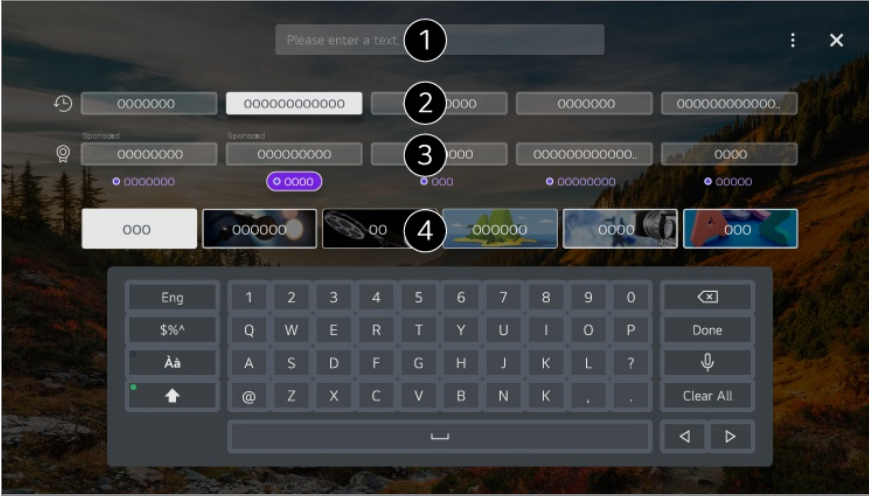 Please enter a text. 1
0000000 000000000000 2 0000 0000000 000000000000..
Sponsored Sponsored
00000000 000000000 3 000 000000000000.. 0000
0000000 0000 000 00000000 00000
000 000000 00 4 000000 0000 000
Eng 1 2 3 4 5 6 7 8 9 0
$%^ Q W E R T Y U I O P Done
Àà A S D F G H J K L ?
@ Z X C V B N K , . Clear All